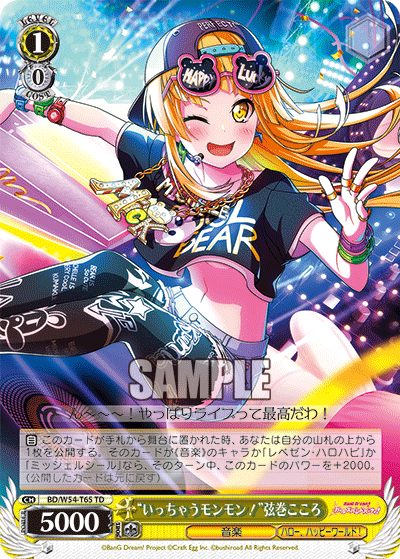 LEVEL
1
0
COST
PERFECT
HAPPY
Lucky
BEAR
SAMPLE
ん〜〜〜！やっぱりライブって最高だわ！
自 このカードが手札から舞台に置かれた時、あなたは自分の山札の上から
1枚を公開する。そのカードが《音楽》のキャラか「レペゼン・ハロハピ」か
「ミッシェルシール」なら、そのターン中、このカードのパワーを＋2000。
（公開したカードは元に戻す）
CH BD/W54-T65 TD
5000
“いっちゃうモンモン！”弦巻こころ
音楽
ハロー、ハッピーワールド！
©BanG Dream! Project ©Craft Egg Inc. ©bushiroad All Rights Reserved.